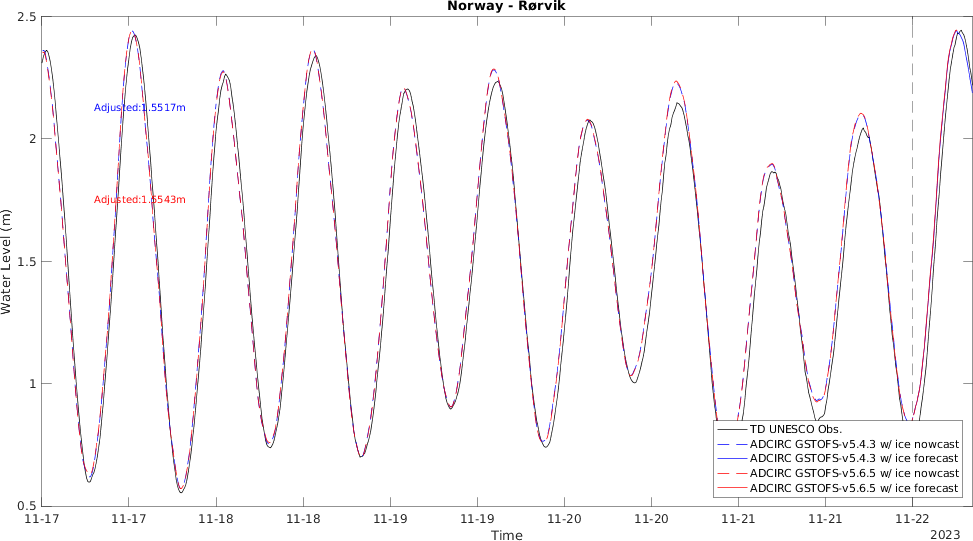 Norway - Rørvik
2.5
2
1.5
1
0.5
Water Level (m)
Adjusted:1.5517m
Adjusted:1.5543m
TD UNESCO Obs.
ADCIRC GSTOFS-v5.4.3 w/ ice nowcast
ADCIRC GSTOFS-v5.4.3 w/ ice forecast
ADCIRC GSTOFS-v5.6.5 w/ ice nowcast
ADCIRC GSTOFS-v5.6.5 w/ ice forecast
11-17 11-17 11-18 11-18 11-19 11-19 11-20 11-20 11-21 11-21 11-22
Time
2023